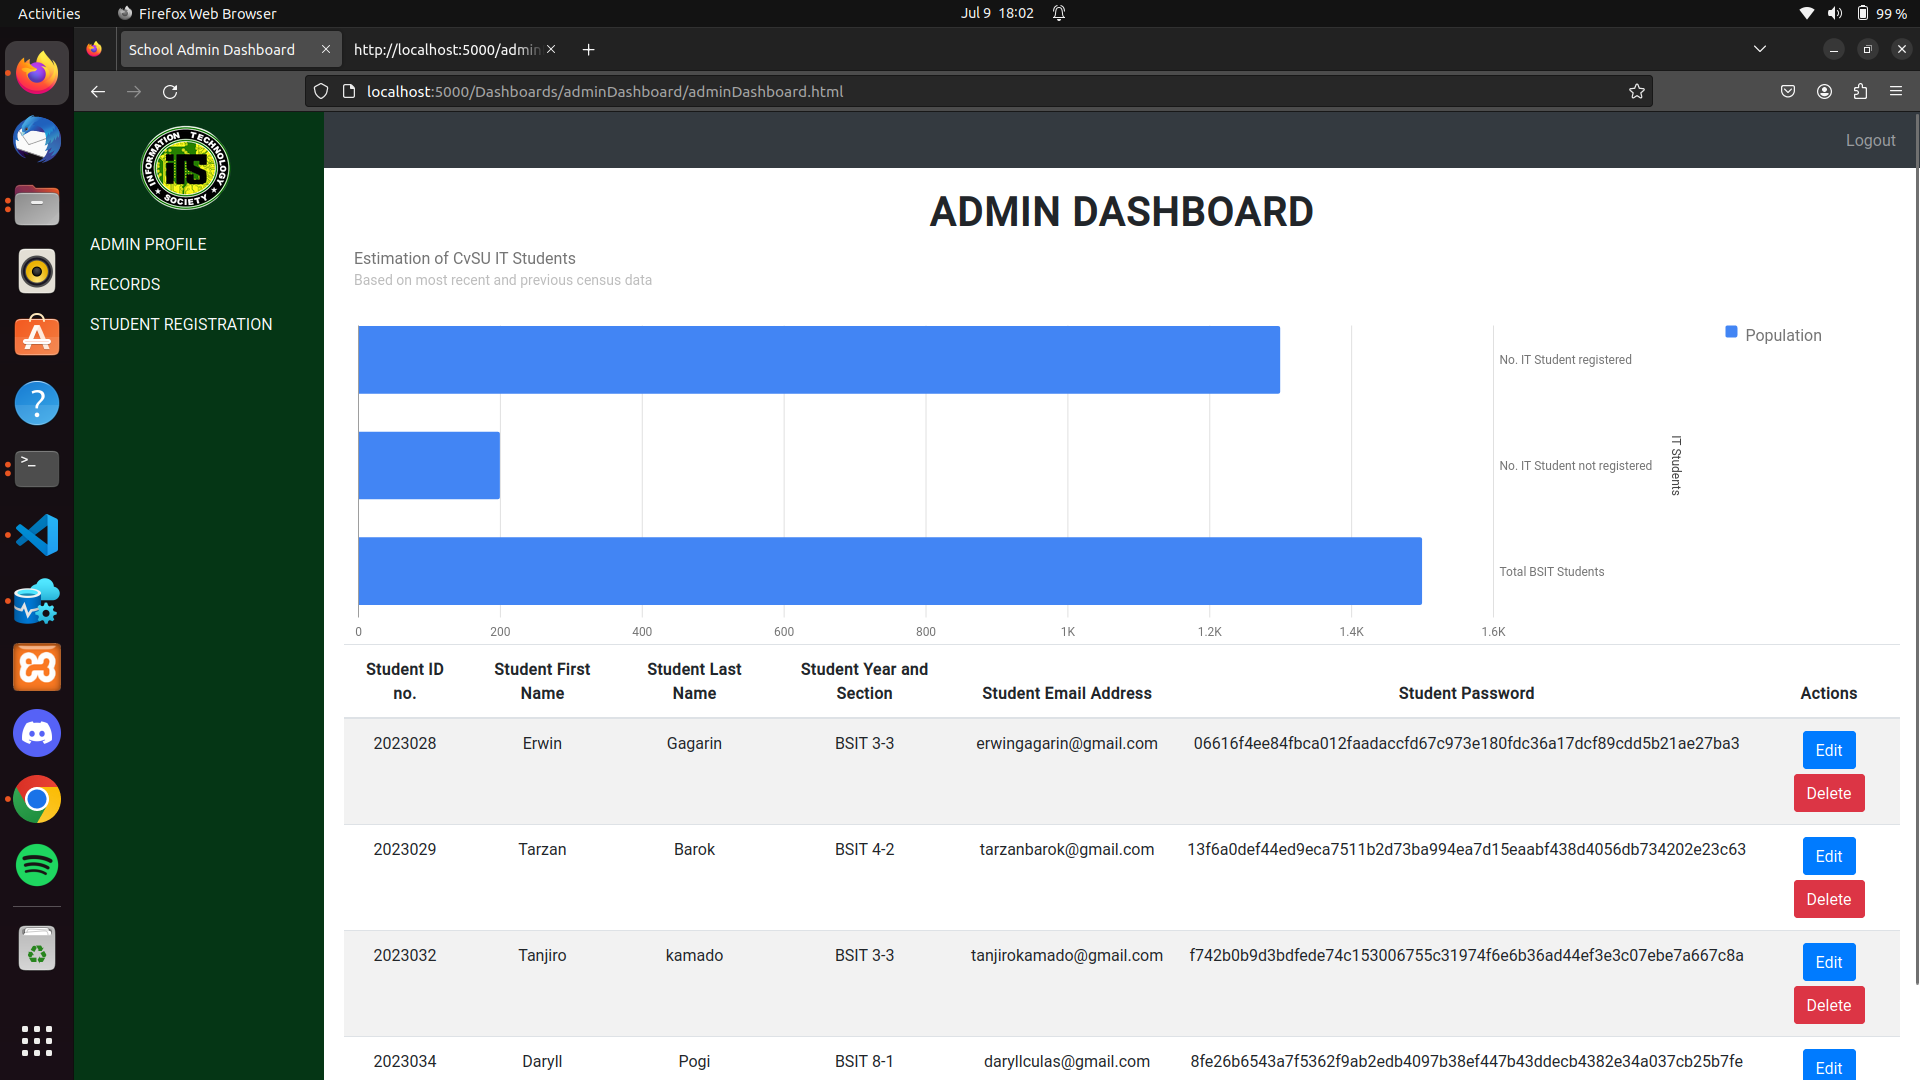 Activities
Firefox Web Browser
Jul 9 18:02
99 %
School Admin Dashboard
http://localhost:5000/admin
localhost:5000/Dashboards/adminDashboard/adminDashboard.html
INFORMATION TECHNOLOGY
iTS
SOCIETY
Logout
ADMIN PROFILE
RECORDS
STUDENT REGISTRATION
ADMIN DASHBOARD
Estimation of CvSU IT Students
Based on most recent and previous census data
Population
No. IT Student registered
No. IT Student not registered
Total BSIT Students
IT Students
0 200 400 600 800 1K 1.2K 1.4K 1.6K
Student ID no. Student First Name Student Last Name Student Year and Section Student Email Address Student Password Actions
2023028 Erwin Gagarin BSIT 3-3 erwingagarin@gmail.com 06616f4ee84fbca012faadaccfd67c973e180fdc36a17dcf89cdd5b21ae27ba3 Edit
Delete
2023029 Tarzan Barok BSIT 4-2 tarzanbarok@gmail.com 13f6a0def44ed9eca7511b2d73ba994ea7d15eaabf438d4056db734202e23c63 Edit
Delete
2023032 Tanjiro kamado BSIT 3-3 tanjirokamado@gmail.com f742b0b9d3bdfede74c153006755c31974f6e6b36ad44ef3e3c07ebe7a667c8a Edit
Delete
2023034 Daryll Pogi BSIT 8-1 daryllculas@gmail.com 8fe26b6543a7f5362f9ab2edb4097b38ef447b43ddecb4382e34a037cb25b7fe Edit